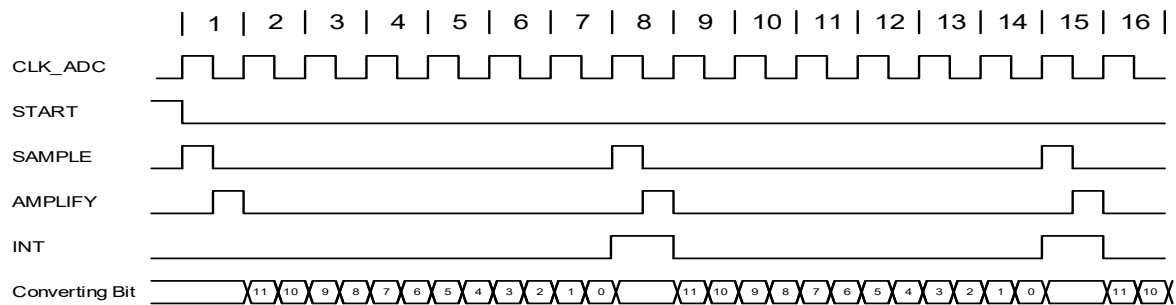 1 2 3 4 5 6 7 8 9 10 11 12 13 14 15 16
CLK_ADC
START
SAMPLE
AMPLIFY
INT
Converting Bit 11 10 9 8 7 6 5 4 3 2 1 0 11 10 9 8 7 6 5 4 3 2 1 0 11 10